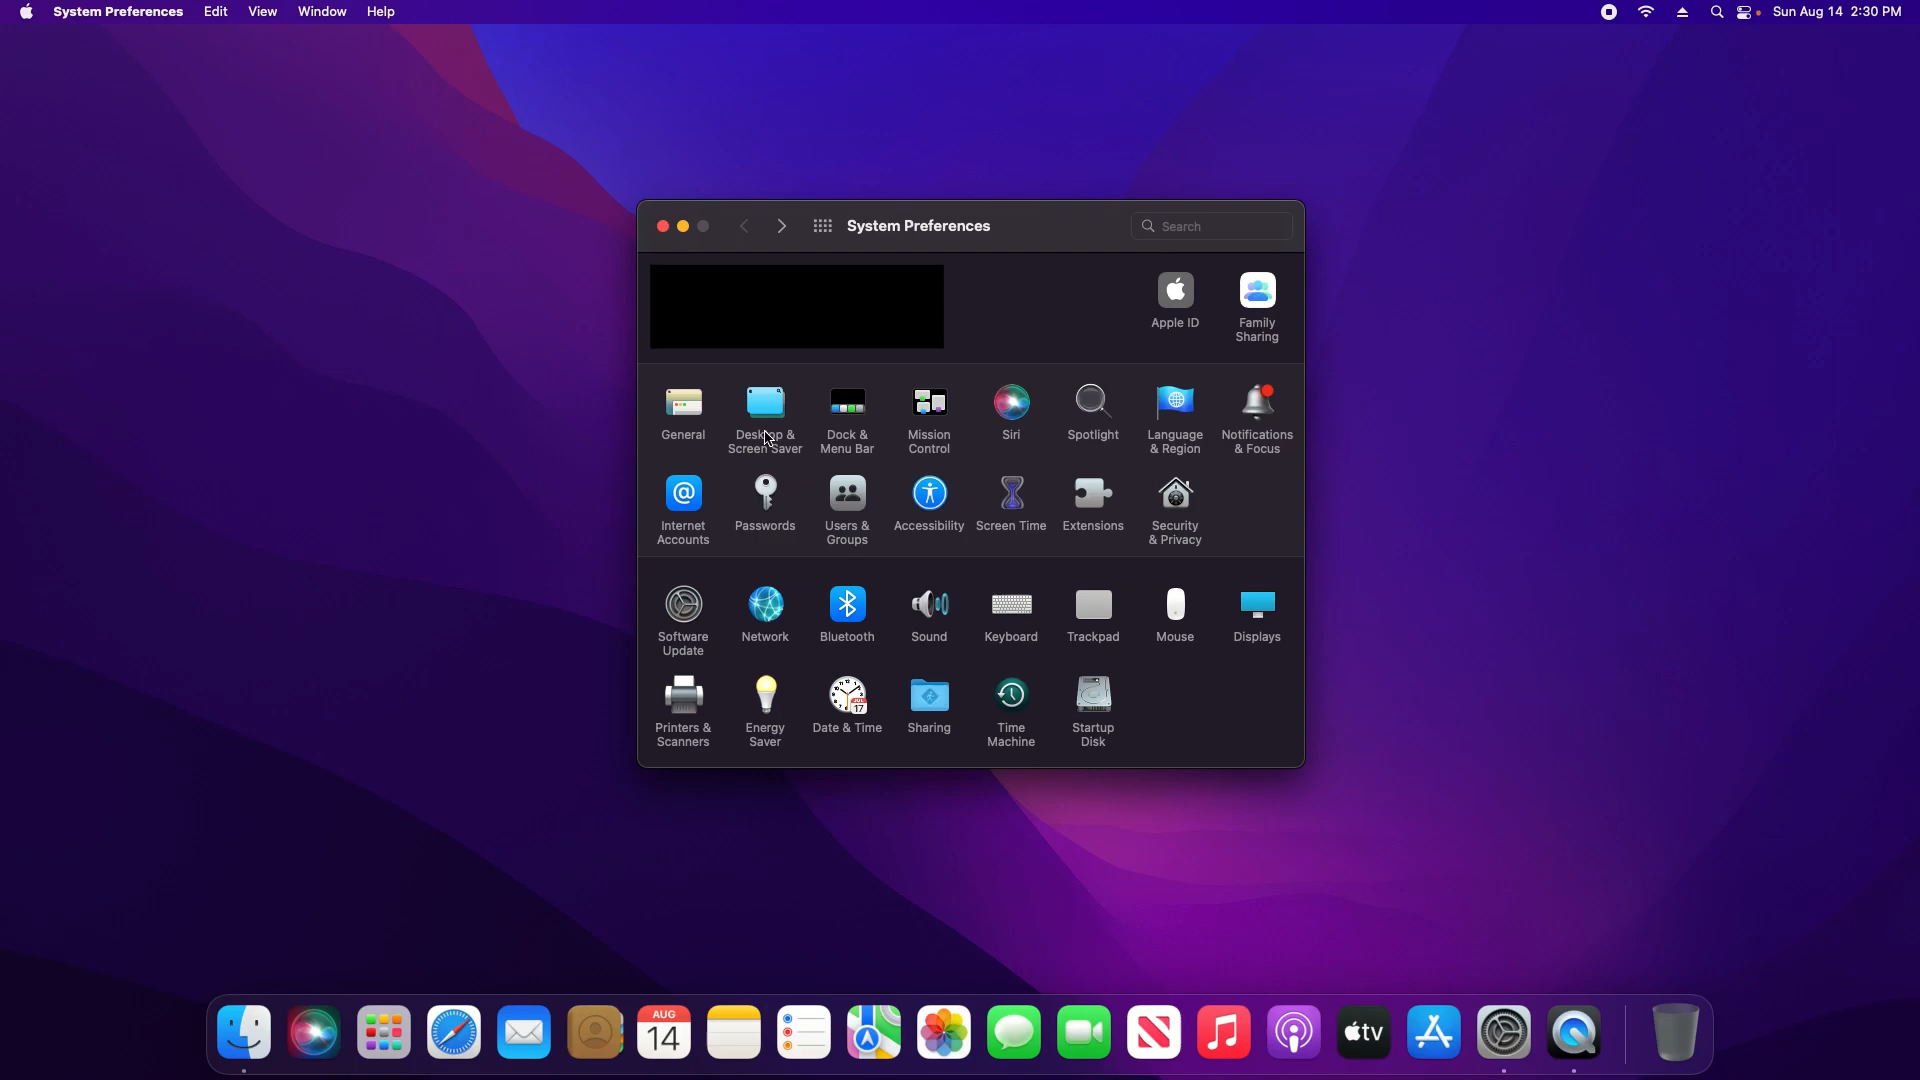 System Preferences Edit View Window Help Sun Aug 14 2:30 PM
System Preferences Search
Apple ID Family Sharing
General Desktop & Screen Saver Dock & Menu Bar Mission Control Siri Spotlight Language & Region Notifications & Focus
Internet Accounts Passwords Users & Groups Accessibility Screen Time Extensions Security & Privacy
Software Update Network Bluetooth Sound Keyboard Trackpad Mouse Displays
JUL
17
Printers & Scanners Energy Saver Date & Time Sharing Time Machine Startup Disk
AUG
14
tv